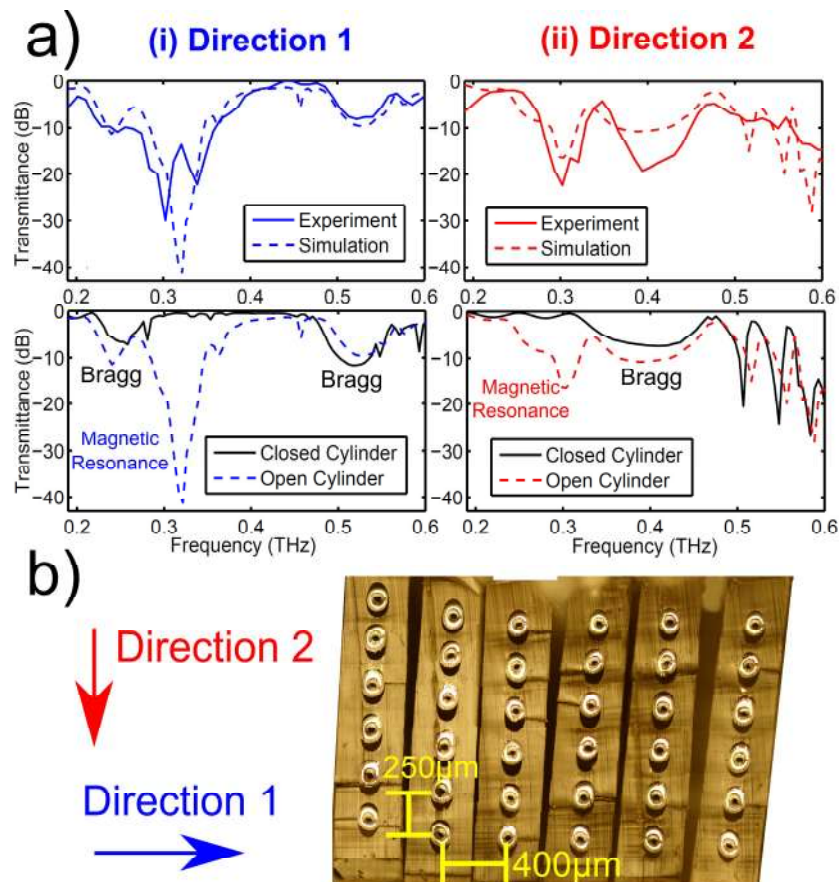 a)
(i) Direction 1
(ii) Direction 2
Transmittance (dB)
0
−10
−20
−30
−40
0.2 0.3 0.4 0.5 0.6
Experiment
Simulation
Transmittance (dB)
0
−10
−20
−30
−40
0.2 0.3 0.4 0.5 0.6
Experiment
Simulation
Transmittance (dB)
0
−10
−20
−30
−40
Bragg
Bragg
Magnetic
Resonance
Closed Cylinder
Open Cylinder
0.2 0.3 0.4 0.5 0.6
Frequency (THz)
Transmittance (dB)
0
−10
−20
−30
−40
Magnetic
Resonance
Bragg
Closed Cylinder
Open Cylinder
0.2 0.3 0.4 0.5 0.6
Frequency (THz)
b)
Direction 2
Direction 1
250μm
400μm